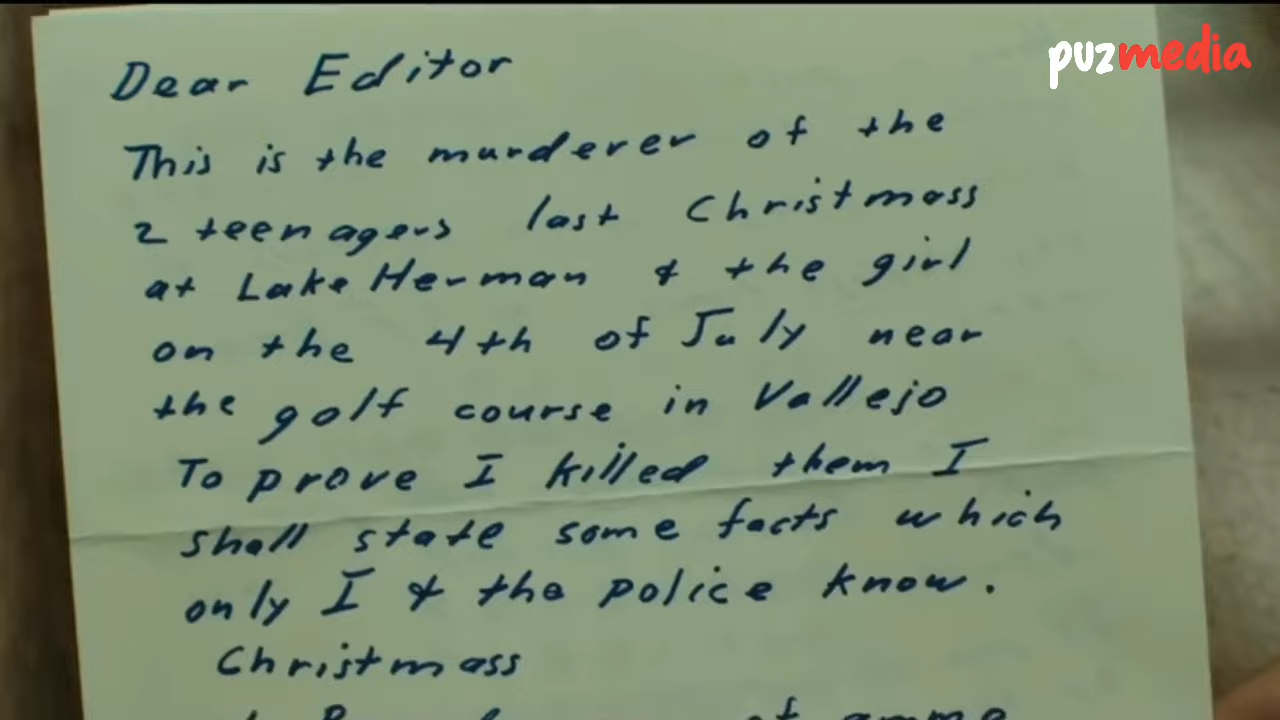 puzmedia
Dear Editor
This is the murderer of the
2 teenagers last Christmass
at Lake Herman & the girl
on the 4th of July near
the golf course in Vallejo
To prove I killed them I
shall state some facts which
only I & the police know.
Christmass
of ammo